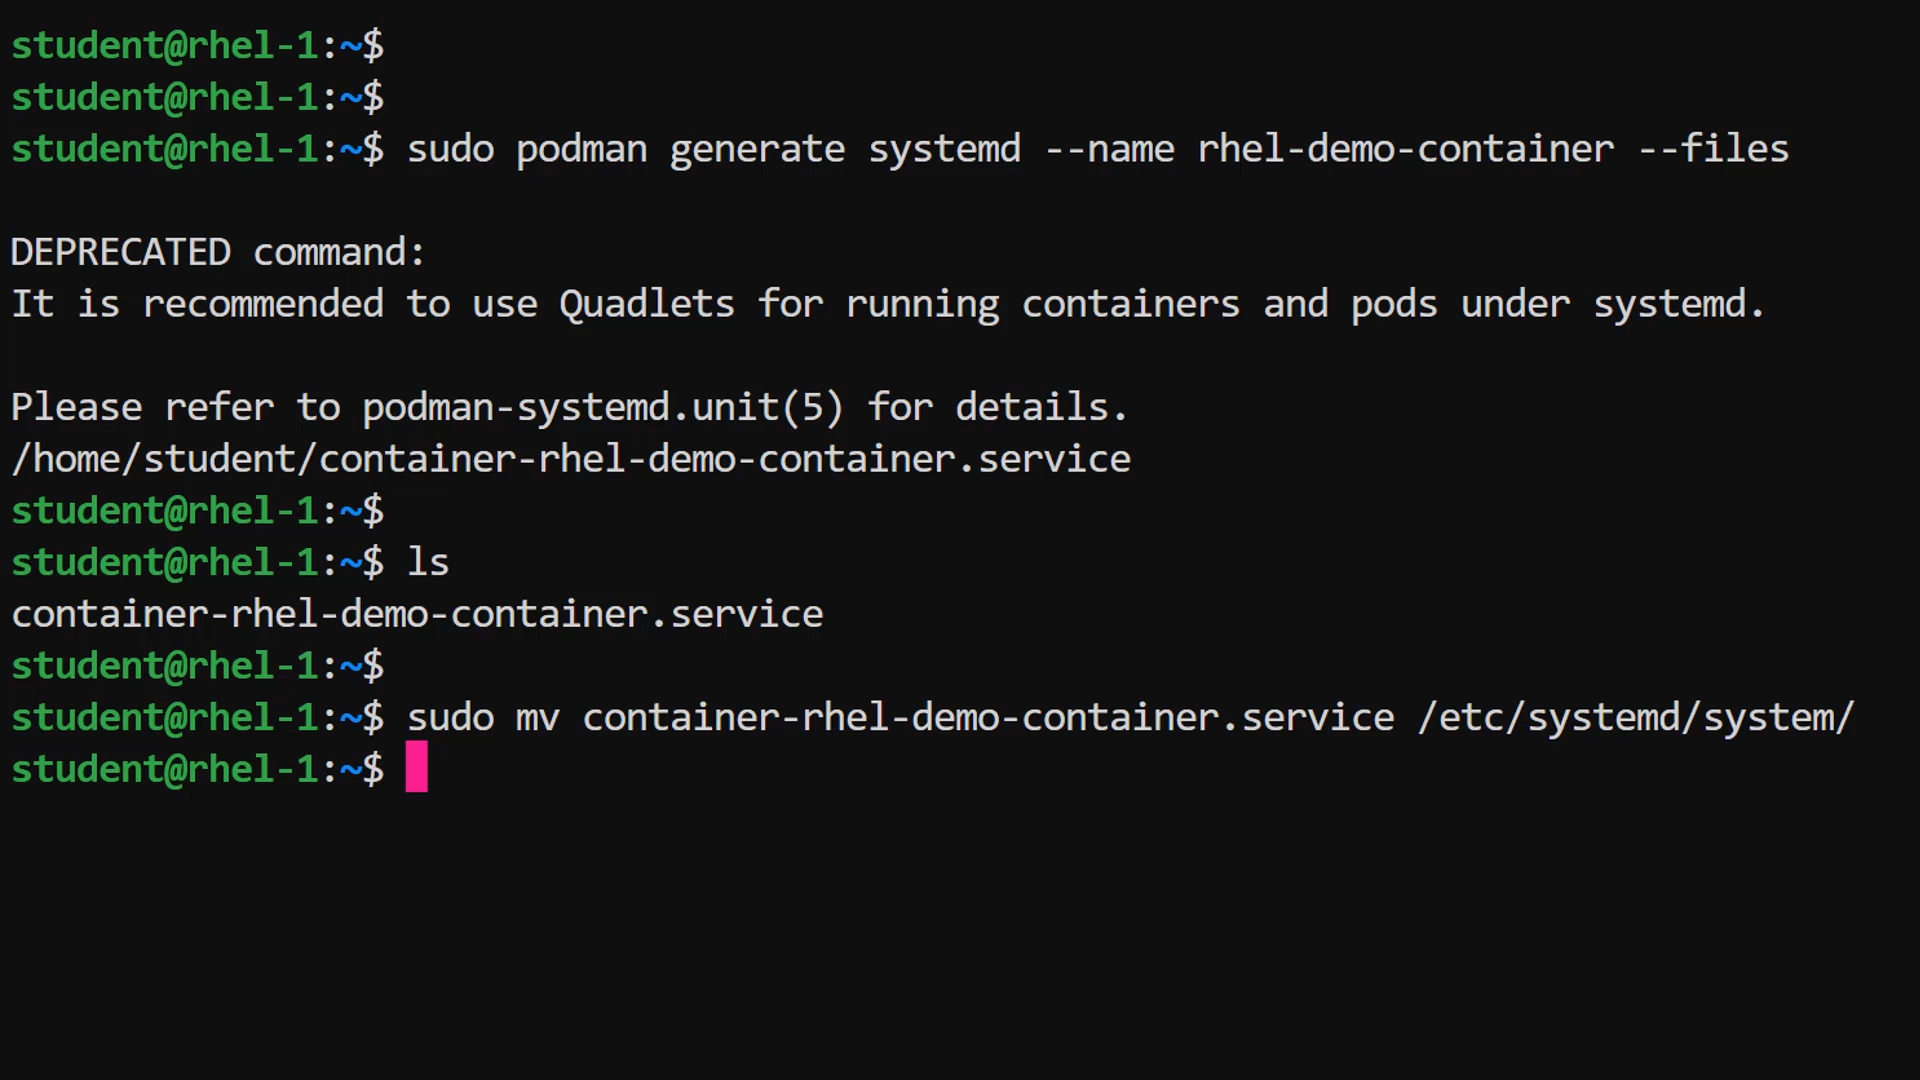 student@rhel-1:~$
student@rhel-1:~$
student@rhel-1:~$ sudo podman generate systemd --name rhel-demo-container --files
DEPRECATED command:
It is recommended to use Quadlets for running containers and pods under systemd.
Please refer to podman-systemd.unit(5) for details.
/home/student/container-rhel-demo-container.service
student@rhel-1:~$
student@rhel-1:~$ ls
container-rhel-demo-container.service
student@rhel-1:~$
student@rhel-1:~$ sudo mv container-rhel-demo-container.service /etc/systemd/system/
student@rhel-1:~$